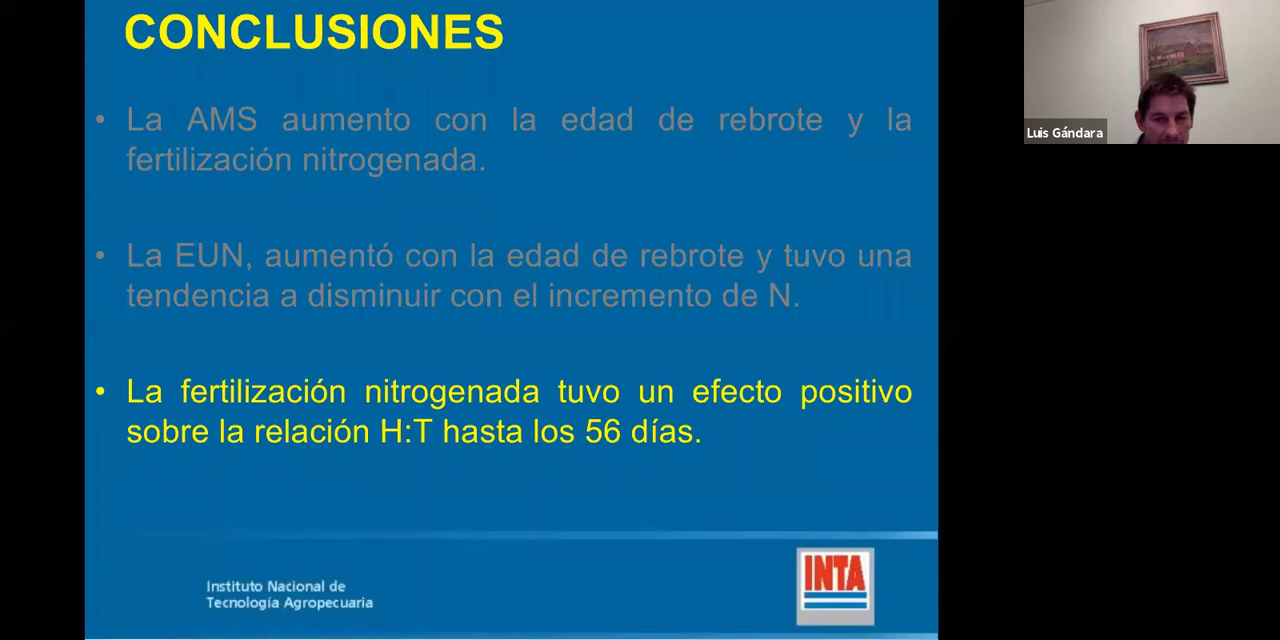 CONCLUSIONES
• La AMS aumento con la edad de rebrote y la
fertilización nitrogenada.
• La EUN, aumentó con la edad de rebrote y tuvo una
tendencia a disminuir con el incremento de N.
• La fertilización nitrogenada tuvo un efecto positivo
sobre la relación H:T hasta los 56 días.
Instituto Nacional de
Tecnología Agropecuaria
INTA
Luis Gándara